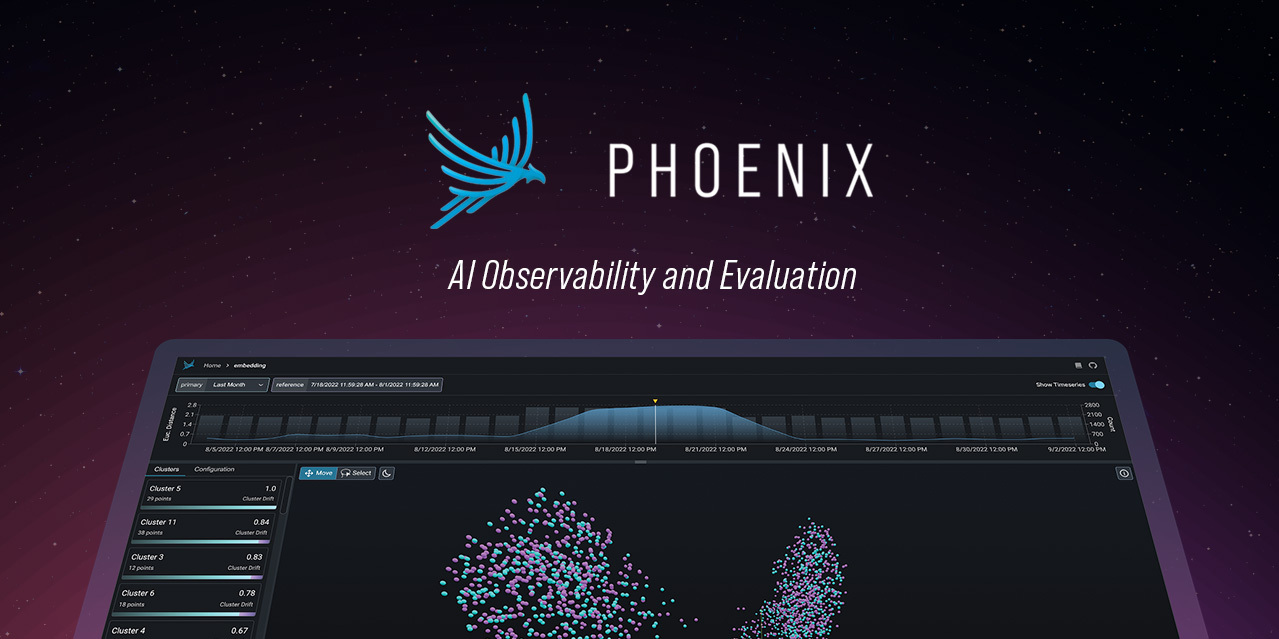 PHOENIX
AI Observability and Evaluation
Home > embedding
primary Last Month reference 7/18/2022 11:59:28 AM - 8/1/2022 11:59:28 AM Show Timeseries
Euc. Distance
2.8
2.1
1.4
0.7
0
2800
2100
1400
700
0
Count
8/5/2022 12:00 PM 8/7/2022 12:00 PM 8/9/2022 12:00 PM 8/12/2022 12:00 PM 8/15/2022 12:00 PM 8/18/2022 12:00 PM 8/21/2022 12:00 PM 8/24/2022 12:00 PM 8/27/2022 12:00 PM 8/30/2022 12:00 PM 9/2/2022 12:00 PM
Clusters Configuration
Move Select
Cluster 5 1.0
29 points Cluster Drift
Cluster 11 0.84
38 points Cluster Drift
Cluster 3 0.83
12 points Cluster Drift
Cluster 6 0.78
18 points Cluster Drift
Cluster 4 0.67